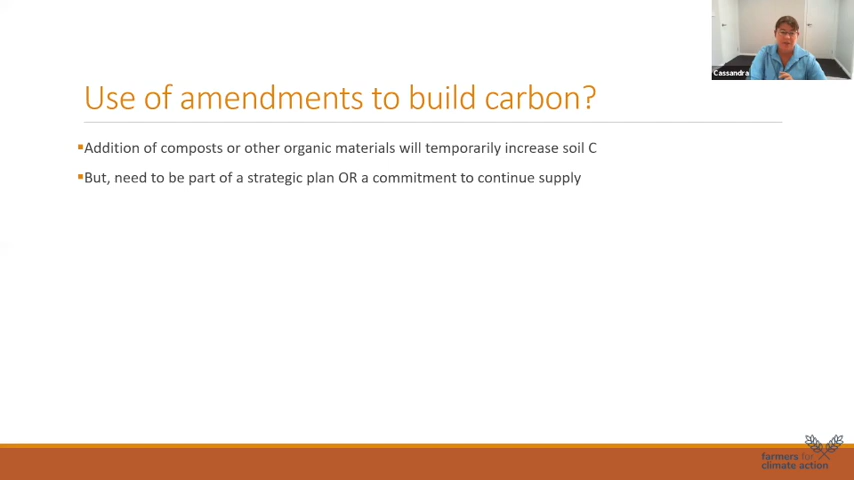 Cassandra
Use of amendments to build carbon?
▪Addition of composts or other organic materials will temporarily increase soil C
▪But, need to be part of a strategic plan OR a commitment to continue supply
farmers for
climate action